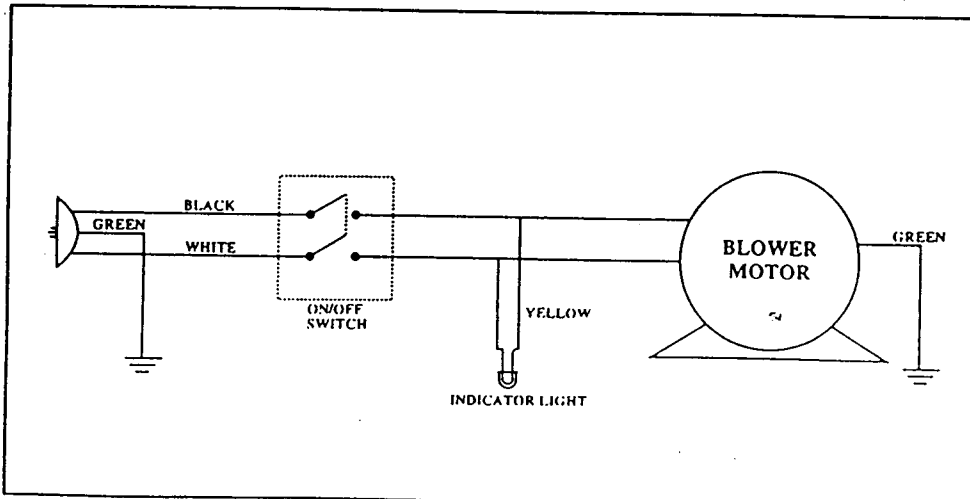 BLACK
GREEN
WHITE
ON/OFF
SWITCH
YELLOW
INDICATOR LIGHT
BLOWER
MOTOR
GREEN